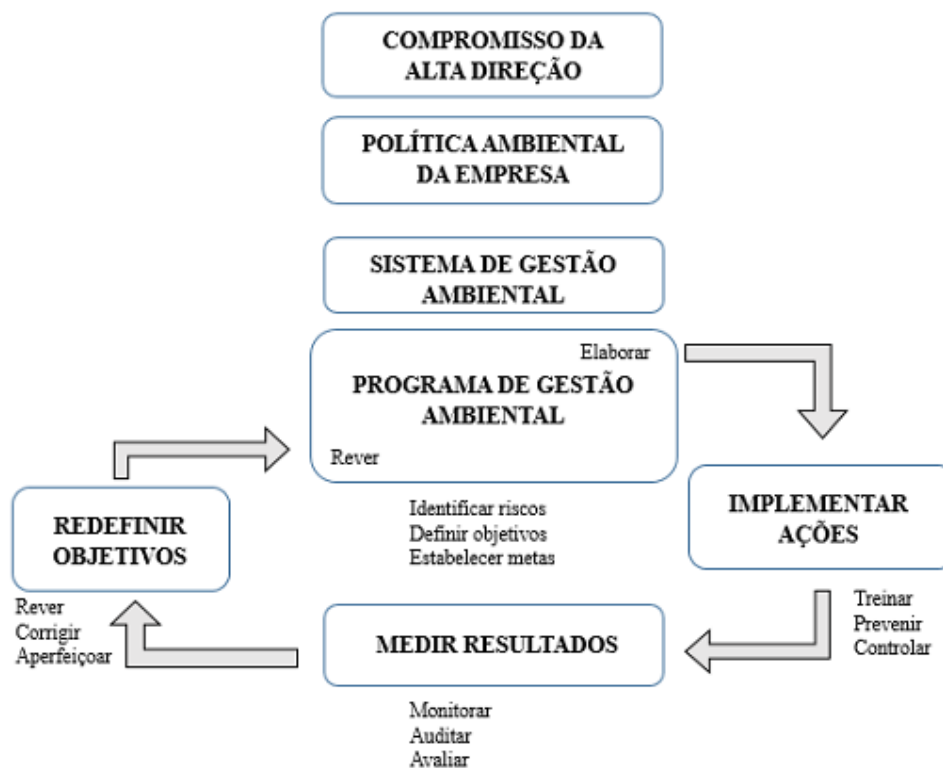 COMPROMISSO DA
ALTA DIREÇÃO
POLÍTICA AMBIENTAL
DA EMPRESA
SISTEMA DE GESTÃO
AMBIENTAL
Elaborar
PROGRAMA DE GESTÃO
AMBIENTAL
Rever
Identificar riscos
Definir objetivos
Estabelecer metas
IMPLEMENTAR
AÇÕES
Treinar
Prevenir
Controlar
MEDIR RESULTADOS
Monitorar
Auditar
Avaliar
REDEFINIR
OBJETIVOS
Rever
Corrigir
Aperfeiçoar